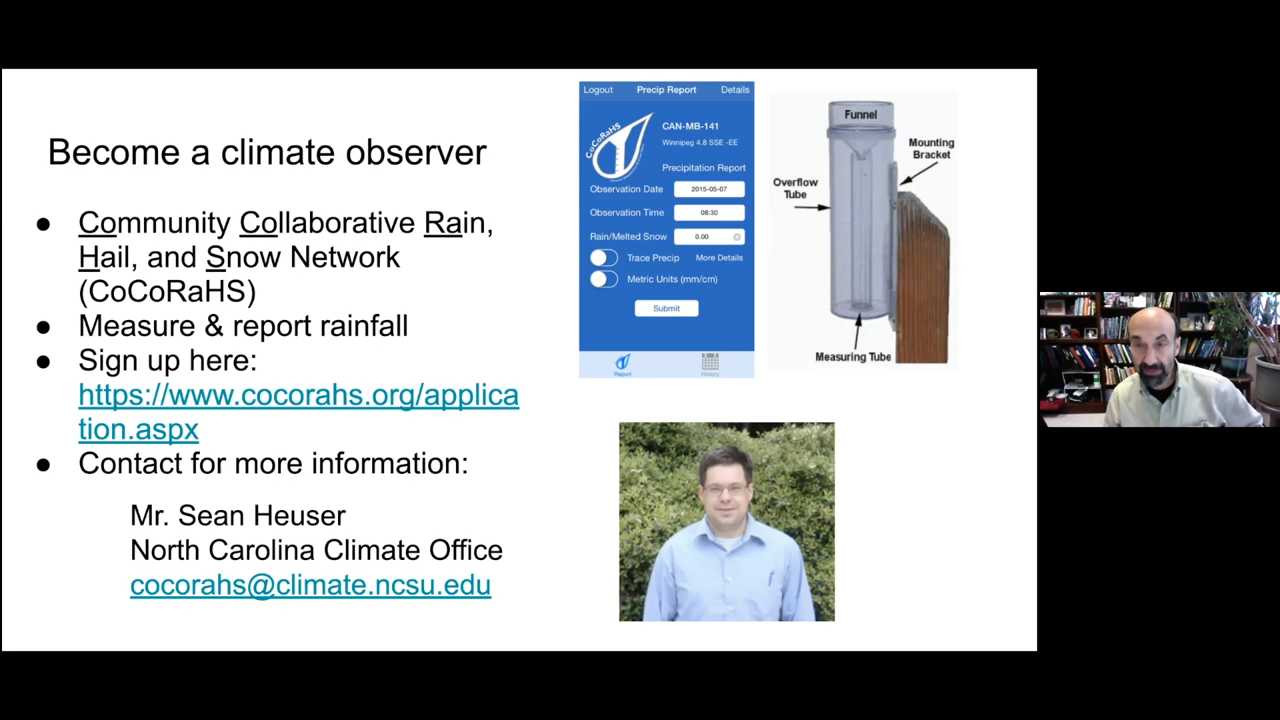 Become a climate observer
● Community Collaborative Rain,
Hail, and Snow Network
(CoCoRaHS)
● Measure & report rainfall
● Sign up here:
https://www.cocorahs.org/applica
tion.aspx
● Contact for more information:
Mr. Sean Heuser
North Carolina Climate Office
cocorahs@climate.ncsu.edu
Logout Precip Report Details
CoCoRaHS
CAN-MB-141
Winnipeg 4.8 SSE -EE
Precipitation Report
Observation Date 2015-05-07
Observation Time 08:30
Rain/Melted Snow 0.00
Trace Precip More Details
Metric Units (mm/cm)
Submit
Report History
Funnel
Mounting
Bracket
Overflow
Tube
Measuring Tube